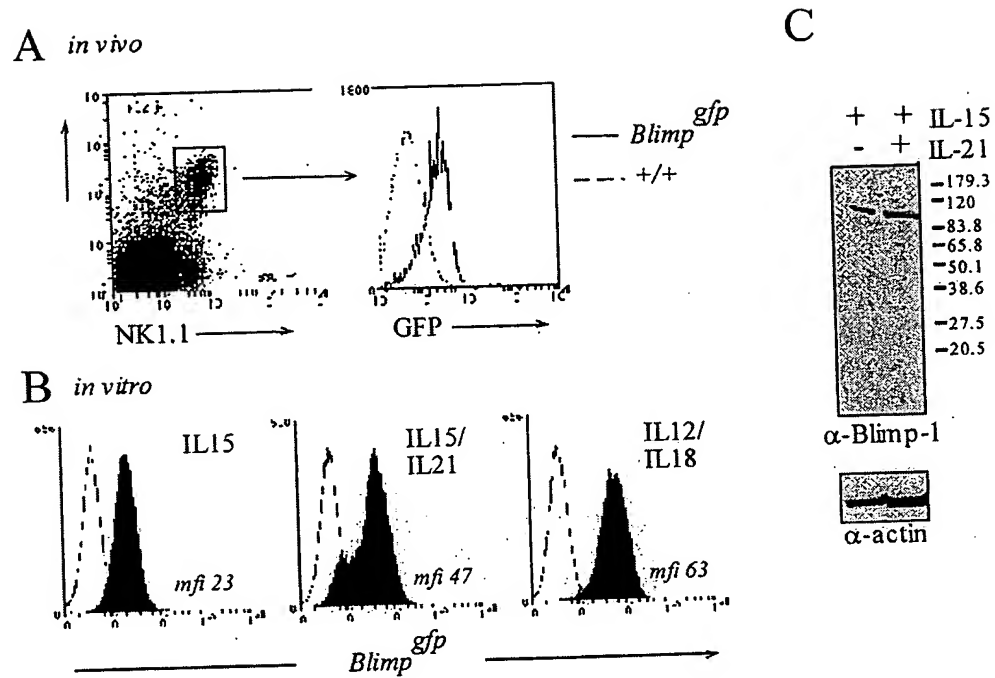 A in vivo
1800
Blimp gfp
+/+
NK1.1
GFP
B in vitro
IL15
mfi 23
IL15/
IL21
mfi 47
IL12/
IL18
mfi 63
Blimp gfp
C
+ + IL-15
- + IL-21
-179.3
-120
-83.8
-65.8
-50.1
-38.6
-27.5
-20.5
α-Blimp-1
α-actin